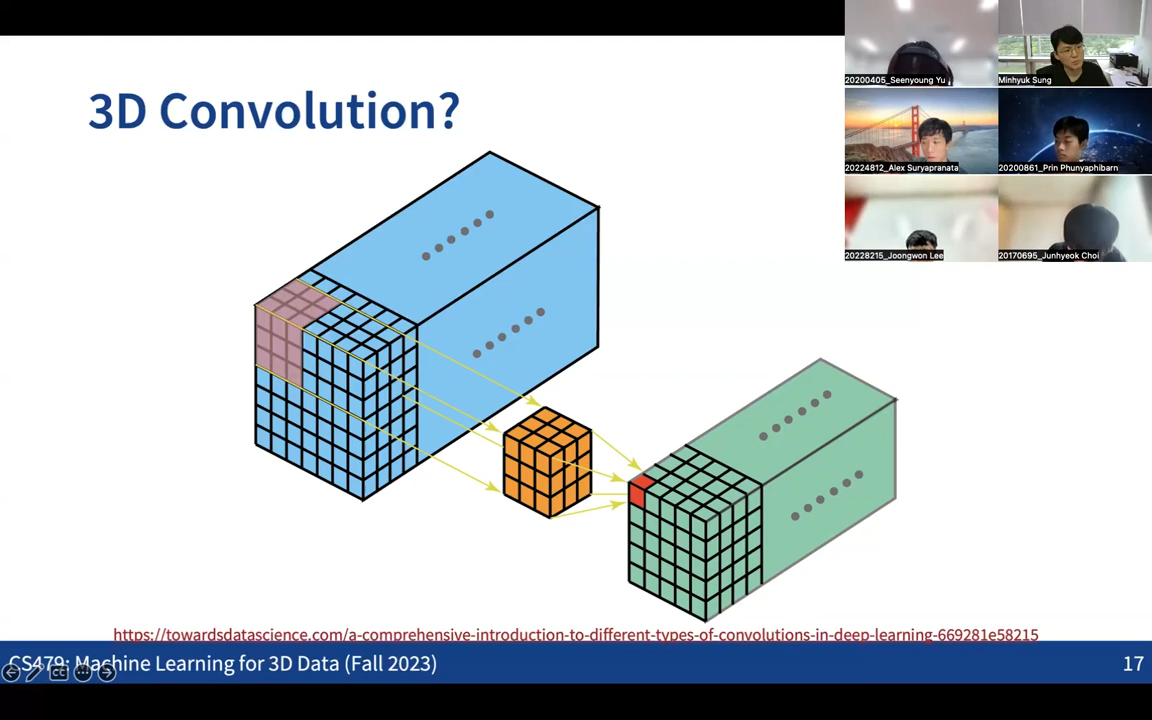 3D Convolution?
20200405_Seenyoung Yu
Minhyuk Sung
20224812_Alex Suryapranata
20200861_Prin Phunyaphibarn
20228215_Joongwon Lee
20170695_Junhyeok Choi
https://towardsdatascience.com/a-comprehensive-introduction-to-different-types-of-convolutions-in-deep-learning-669281e58215
CS479: Machine Learning for 3D Data (Fall 2023)
17
CC